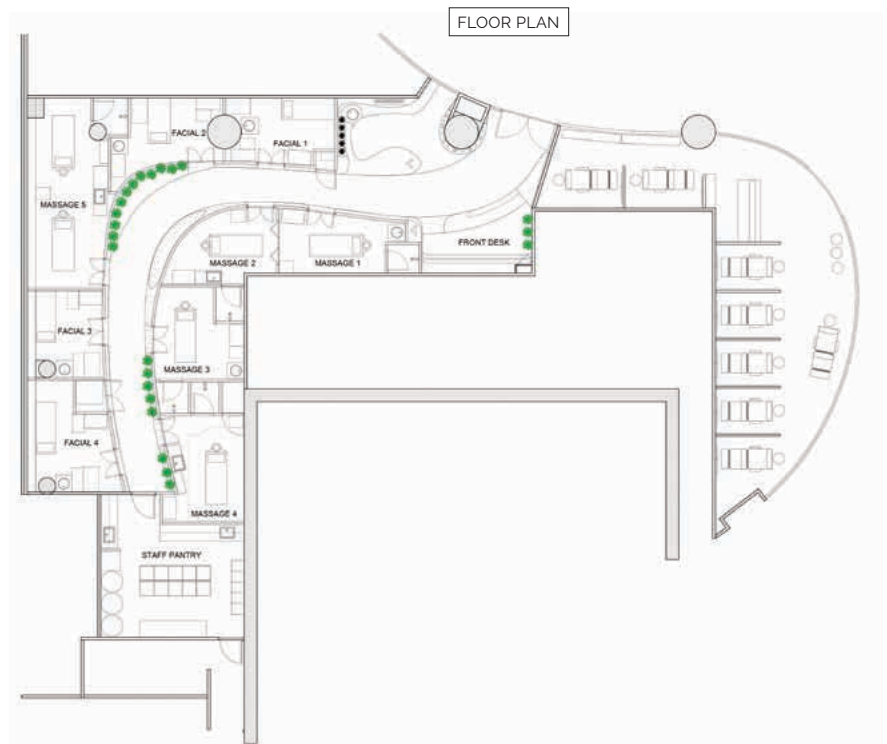 FLOOR PLAN
FACIAL 2
FACIAL 1
MASSAGE 5
FRONT DESK
MASSAGE 2
MASSAGE 1
FACIAL 3
MASSAGE 3
FACIAL 4
MASSAGE 4
STAFF PANTRY